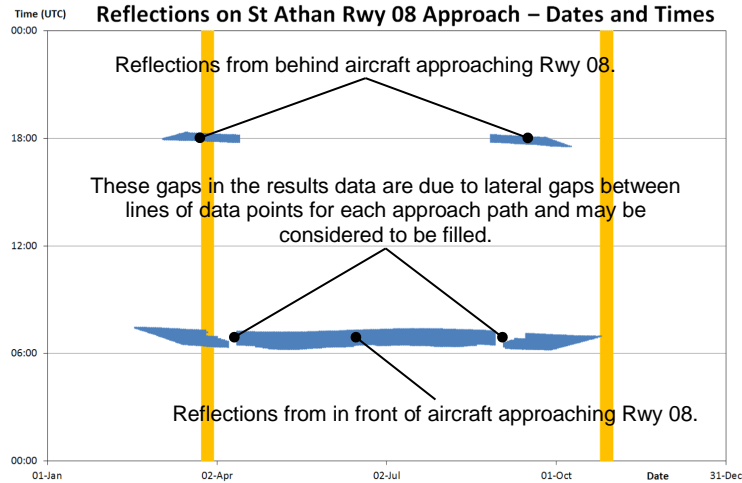 Time (UTC)
Reflections on St Athan Rwy 08 Approach – Dates and Times
00:00
Reflections from behind aircraft approaching Rwy 08.
18:00
These gaps in the results data are due to lateral gaps between
lines of data points for each approach path and may be
considered to be filled.
12:00
06:00
Reflections from in front of aircraft approaching Rwy 08.
00:00
01-Jan
02-Apr
02-Jul
01-Oct
Date
31-Dec